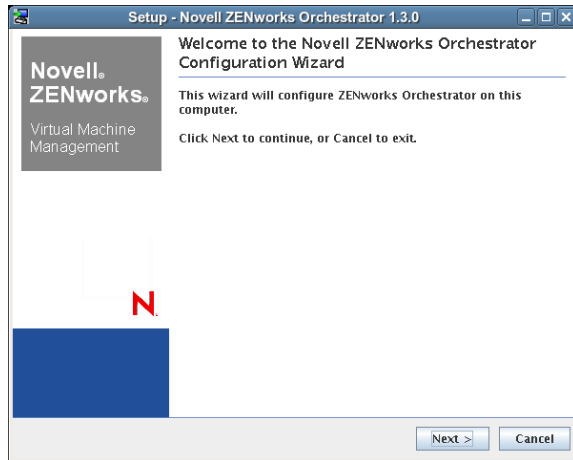 Setup - Novell ZENworks Orchestrator 1.3.0
Novell®
ZENworks®
Virtual Machine
Management
N
Welcome to the Novell ZENworks Orchestrator
Configuration Wizard
This wizard will configure ZENworks Orchestrator on this
computer.
Click Next to continue, or Cancel to exit.
Next >
Cancel